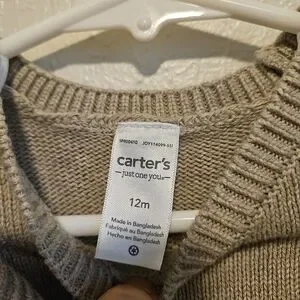 carter's
just one you®
12m
Made in Bangladesh
Fabriqué au Bangladesh
Hecho en Bangladesh